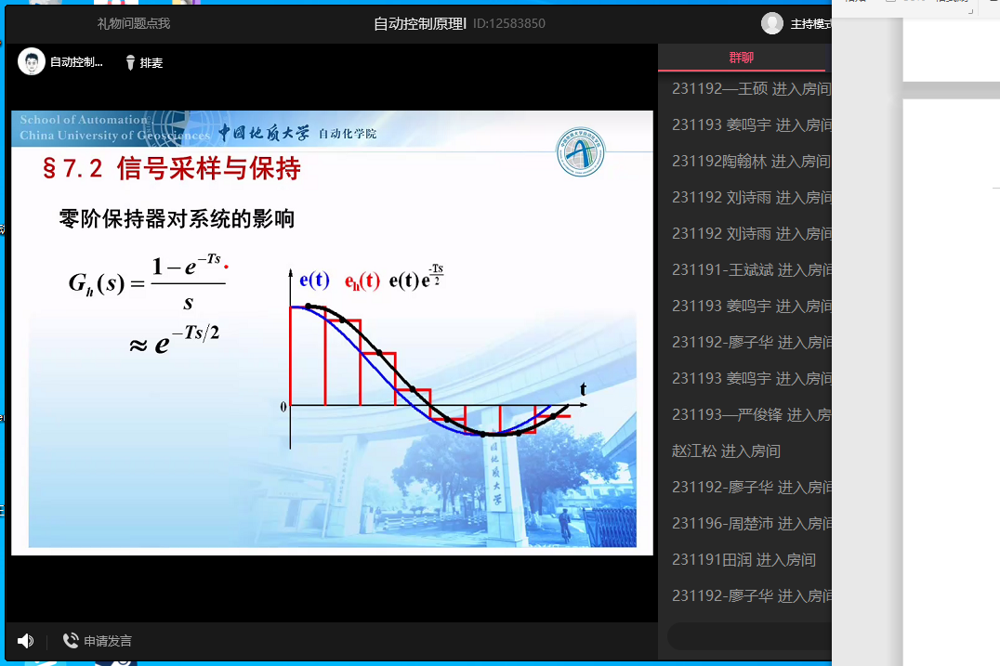 礼物问题点我
自动控制原理I ID:12583850
主持模式
自动控制...
排麦
群聊
School of Automation
China University of Geosciences
中国地质大学 自动化学院
§7.2 信号采样与保持
零阶保持器对系统的影响
G_h(s) = (1 − e^{−Ts}) / s
≈ e^{−Ts/2}
e(t) e_h(t) e(t)e^{-Ts/2}
t
0
231192—王硕 进入房间
231193 姜鸣宇 进入房间
231192陶翰林 进入房间
231192 刘诗雨 进入房间
231192 刘诗雨 进入房间
231191-王斌斌 进入房间
231193 姜鸣宇 进入房间
231192-廖子华 进入房间
231193 姜鸣宇 进入房间
231193—严俊锋 进入房
赵江松 进入房间
231192-廖子华 进入房间
231196-周楚沛 进入房间
231191田润 进入房间
231192-廖子华 进入房间
申请发言